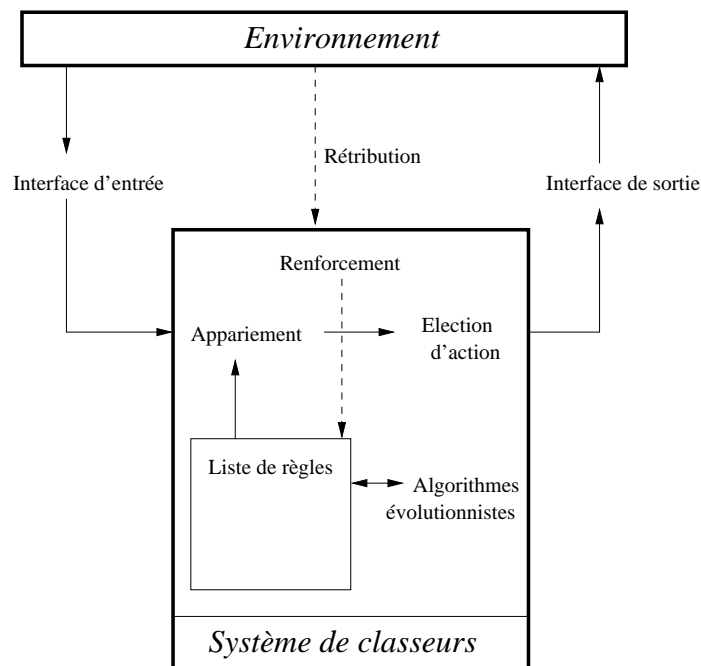 Environnement
Rétribution
Interface d'entrée
Interface de sortie
Renforcement
Appariement
Election
d'action
Liste de règles
Algorithmes
évolutionnistes
Système de classeurs